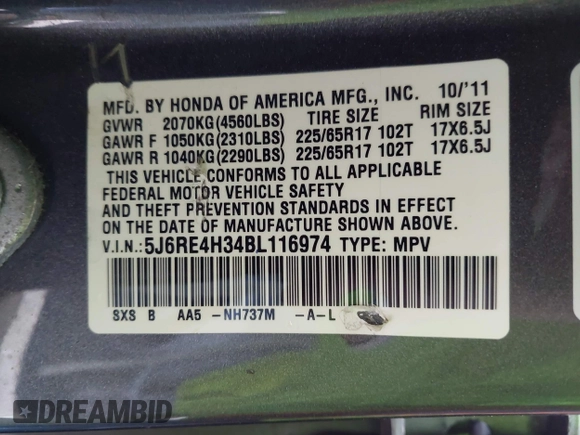 MFD. BY HONDA OF AMERICA MFG., INC. 10/'11
GVWR 2070KG(4560LBS) TIRE SIZE RIM SIZE
GAWR F 1050KG(2310LBS) 225/65R17 102T 17X6.5J
GAWR R 1040KG(2290LBS) 225/65R17 102T 17X6.5J
THIS VEHICLE CONFORMS TO ALL APPLICABLE
FEDERAL MOTOR VEHICLE SAFETY
AND THEFT PREVENTION STANDARDS IN EFFECT
ON THE DATE OF MANUFACTURE SHOWN ABOVE.
V.I.N.: 5J6RE4H34BL116974 TYPE: MPV
SXS B AA5 -NH737M -A-L
DREAMBID